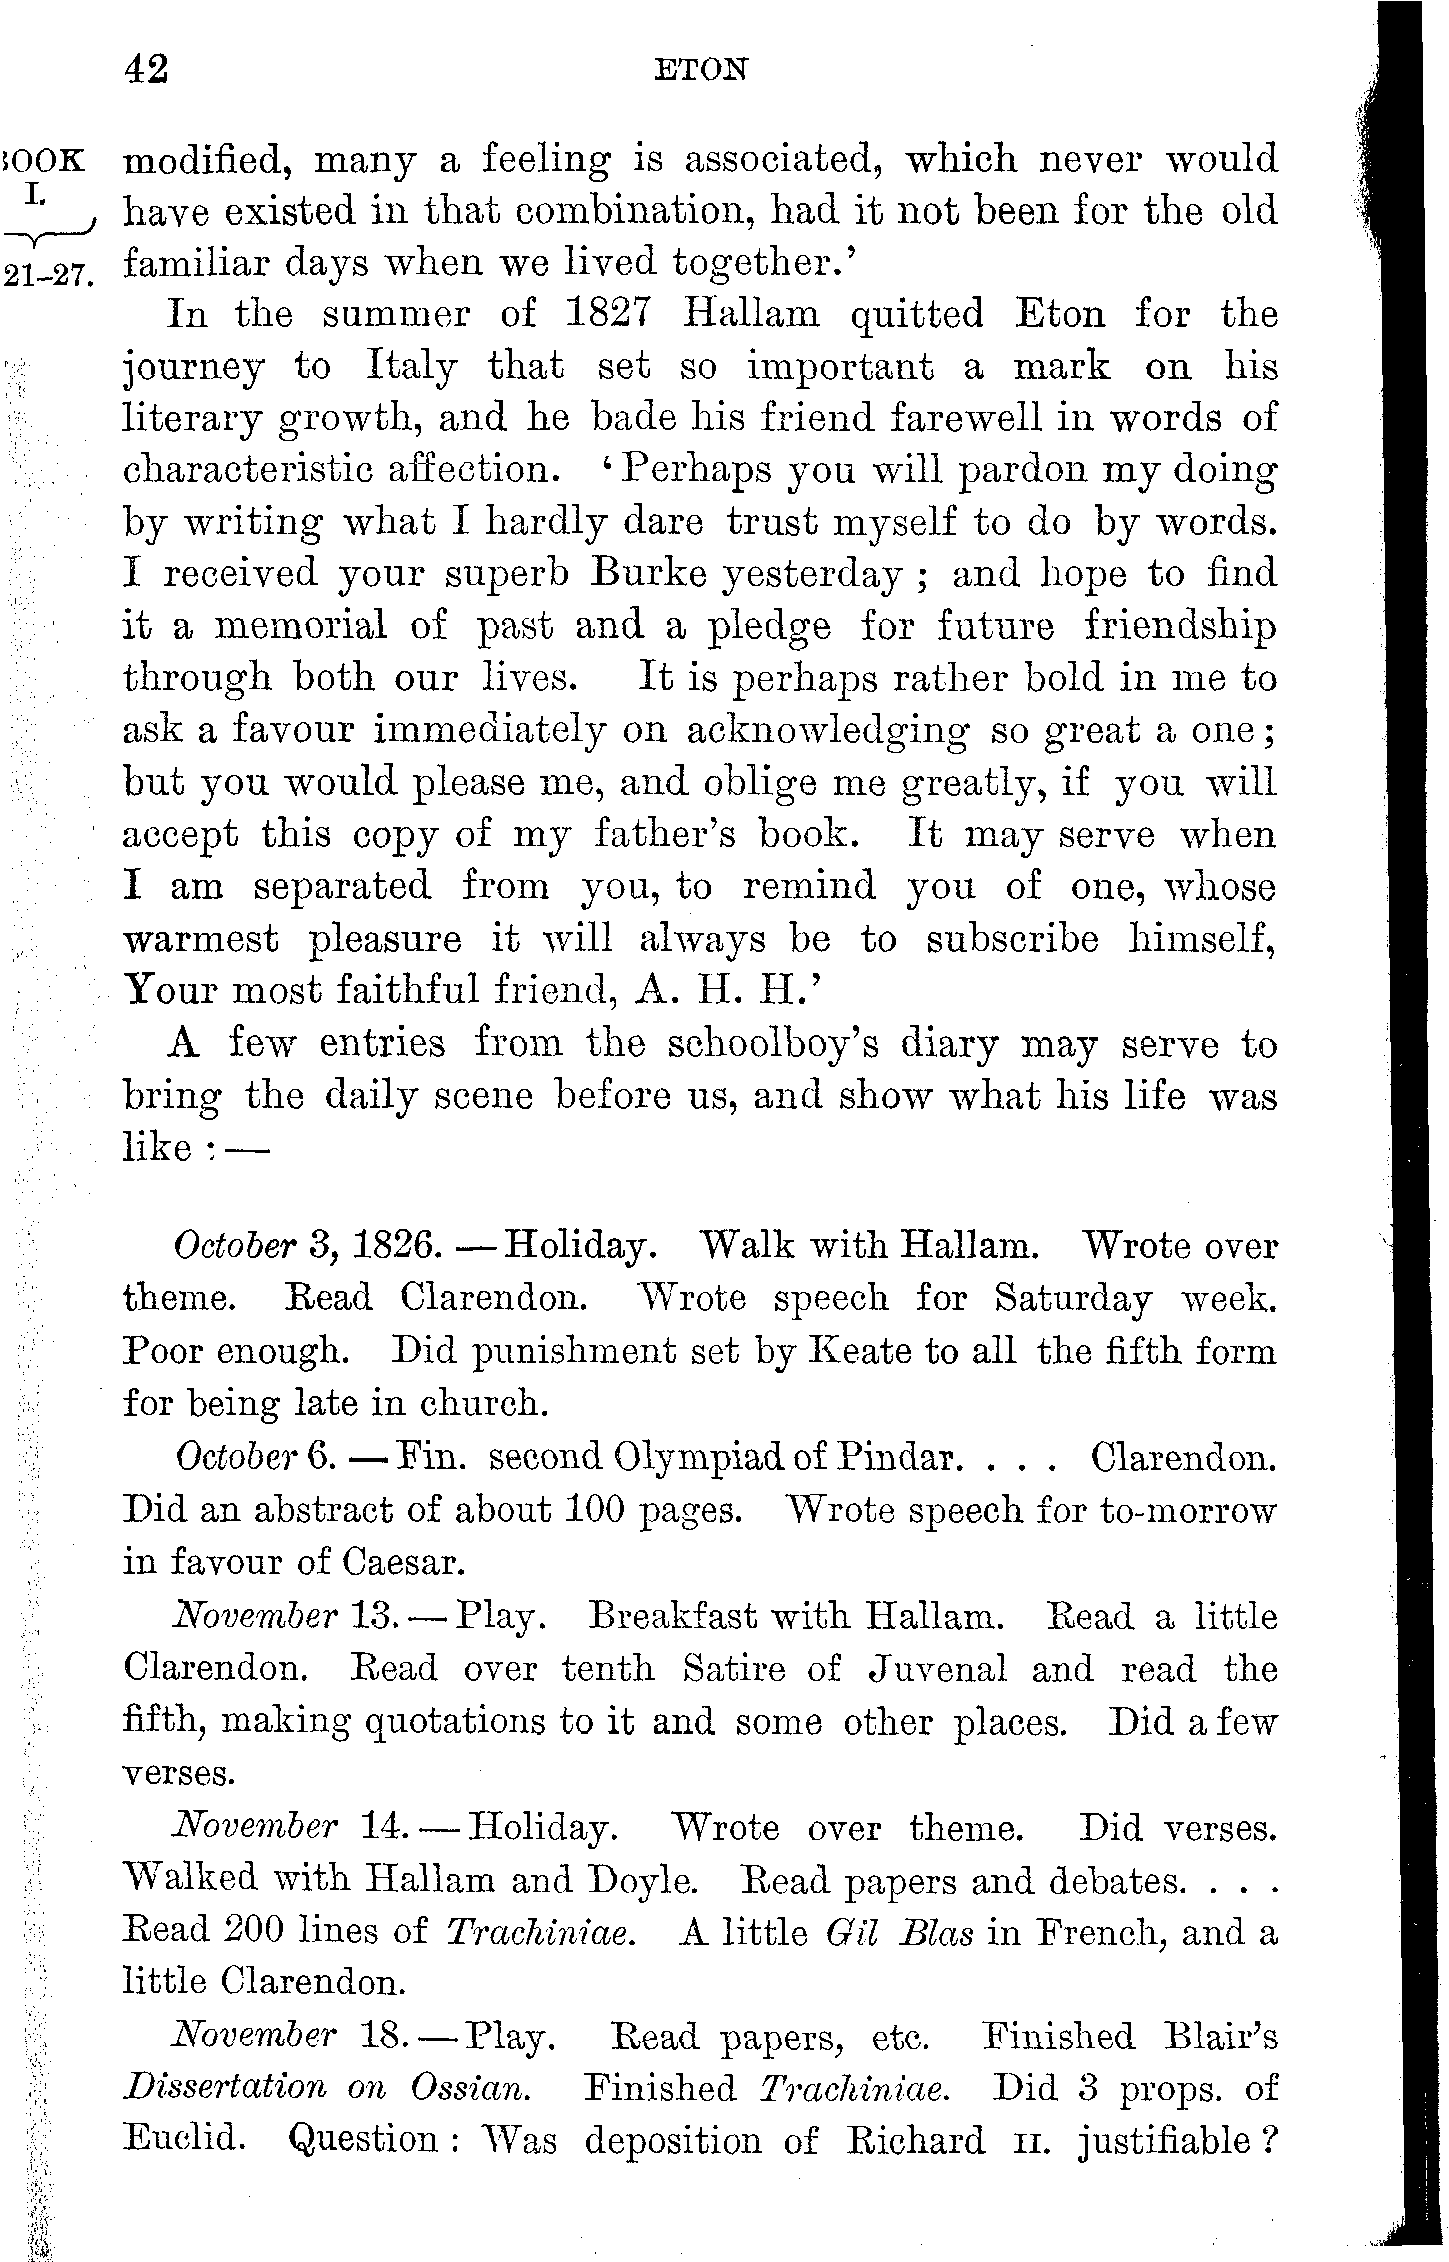 42 ETON
BOOK
I.
21–27.
modified, many a feeling is associated, which never would
have existed in that combination, had it not been for the old
familiar days when we lived together.’
In the summer of 1827 Hallam quitted Eton for the
journey to Italy that set so important a mark on his
literary growth, and he bade his friend farewell in words of
characteristic affection. ‘Perhaps you will pardon my doing
by writing what I hardly dare trust myself to do by words.
I received your superb Burke yesterday ; and hope to find
it a memorial of past and a pledge for future friendship
through both our lives. It is perhaps rather bold in me to
ask a favour immediately on acknowledging so great a one ;
but you would please me, and oblige me greatly, if you will
accept this copy of my father’s book. It may serve when
I am separated from you, to remind you of one, whose
warmest pleasure it will always be to subscribe himself,
Your most faithful friend, A. H. H.’
A few entries from the schoolboy’s diary may serve to
bring the daily scene before us, and show what his life was
like : —
October 3, 1826. — Holiday. Walk with Hallam. Wrote over
theme. Read Clarendon. Wrote speech for Saturday week.
Poor enough. Did punishment set by Keate to all the fifth form
for being late in church.
October 6. — Fin. second Olympiad of Pindar. . . . Clarendon.
Did an abstract of about 100 pages. Wrote speech for to-morrow
in favour of Caesar.
November 13. — Play. Breakfast with Hallam. Read a little
Clarendon. Read over tenth Satire of Juvenal and read the
fifth, making quotations to it and some other places. Did a few
verses.
November 14. — Holiday. Wrote over theme. Did verses.
Walked with Hallam and Doyle. Read papers and debates. . . .
Read 200 lines of Trachiniae. A little Gil Blas in French, and a
little Clarendon.
November 18. — Play. Read papers, etc. Finished Blair’s
Dissertation on Ossian. Finished Trachiniae. Did 3 props. of
Euclid. Question : Was deposition of Richard II. justifiable ?